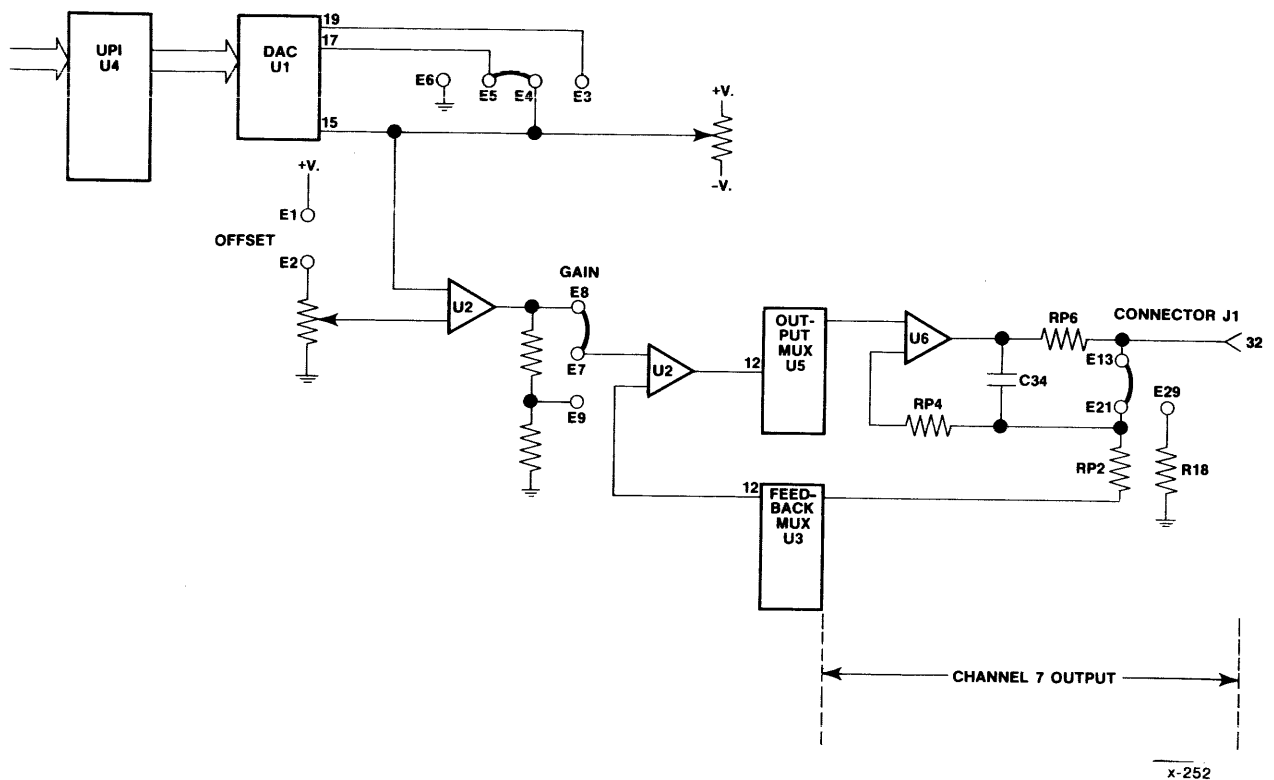 UPI
U4
DAC
U1
19
17
15
E6
E5
E4
E3
+V.
-V.
+V.
E1
OFFSET
E2
U2
GAIN
E8
E7
E9
U2
12
OUT-
PUT
MUX
U5
U6
RP6
CONNECTOR J1
32
E13
C34
E21
E29
RP4
RP2
R18
12
FEED-
BACK
MUX
U3
CHANNEL 7 OUTPUT
x-252